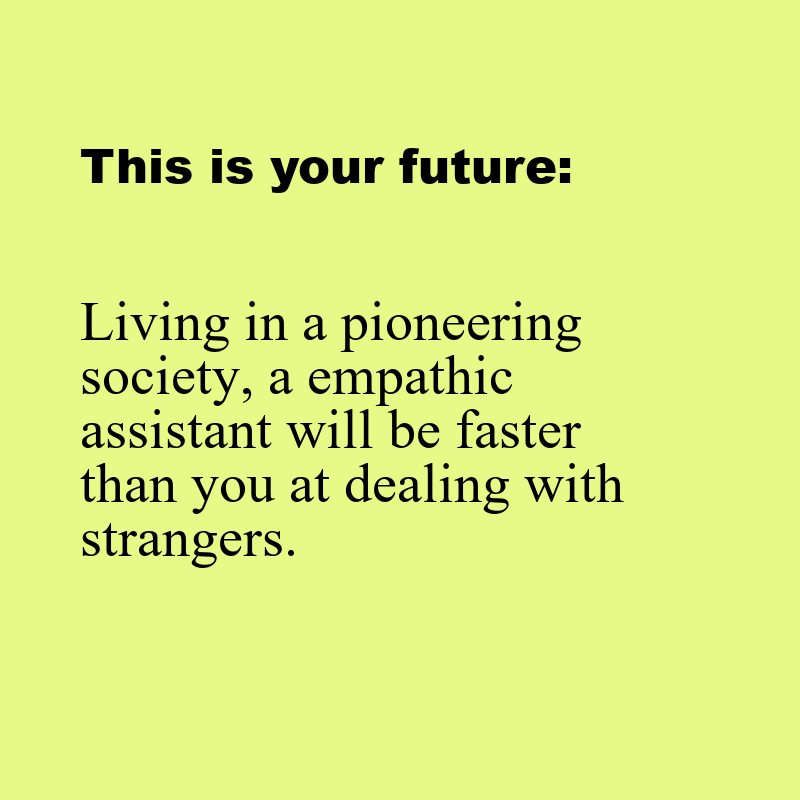 This is your future:
Living in a pioneering
society, a empathic
assistant will be faster
than you at dealing with
strangers.